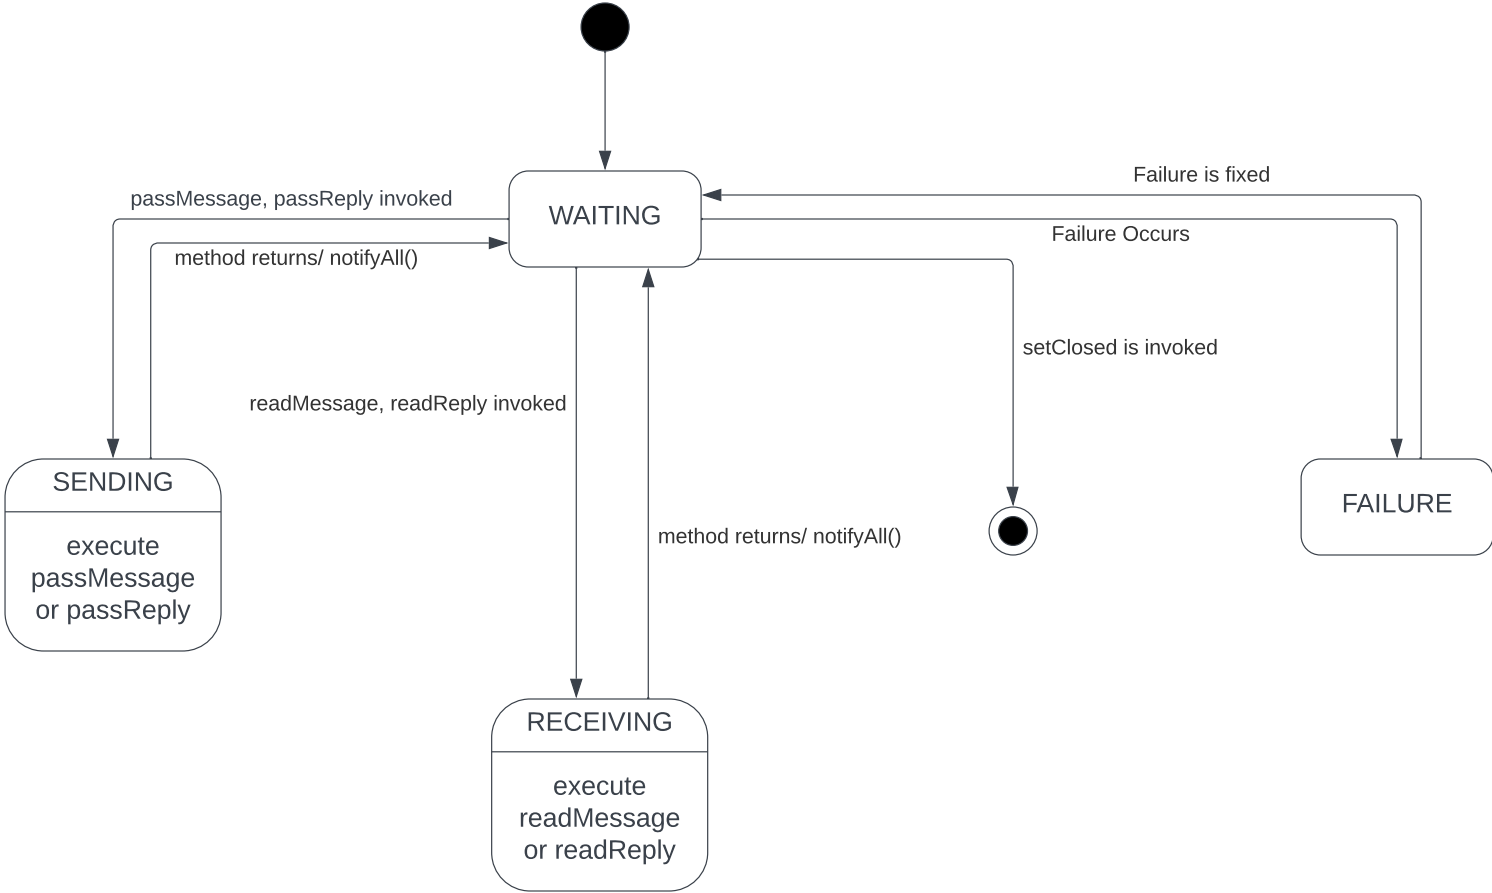 Failure is fixed
passMessage, passReply invoked
WAITING
Failure Occurs
method returns/ notifyAll()
setClosed is invoked
readMessage, readReply invoked
SENDING
execute
passMessage
or passReply
FAILURE
method returns/ notifyAll()
RECEIVING
execute
readMessage
or readReply